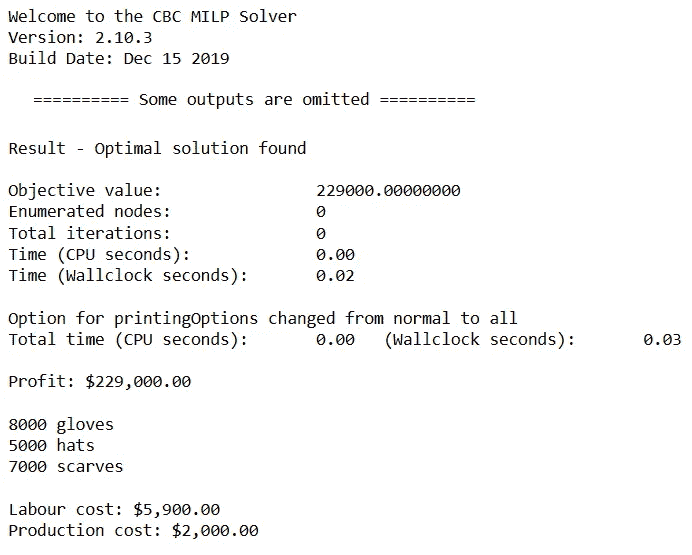 Welcome to the CBC MILP Solver
Version: 2.10.3
Build Date: Dec 15 2019
========== Some outputs are omitted ==========
Result - Optimal solution found
Objective value: 229000.00000000
Enumerated nodes: 0
Total iterations: 0
Time (CPU seconds): 0.00
Time (Wallclock seconds): 0.02
Option for printingOptions changed from normal to all
Total time (CPU seconds): 0.00 (Wallclock seconds): 0.03
Profit: $229,000.00
8000 gloves
5000 hats
7000 scarves
Labour cost: $5,900.00
Production cost: $2,000.00